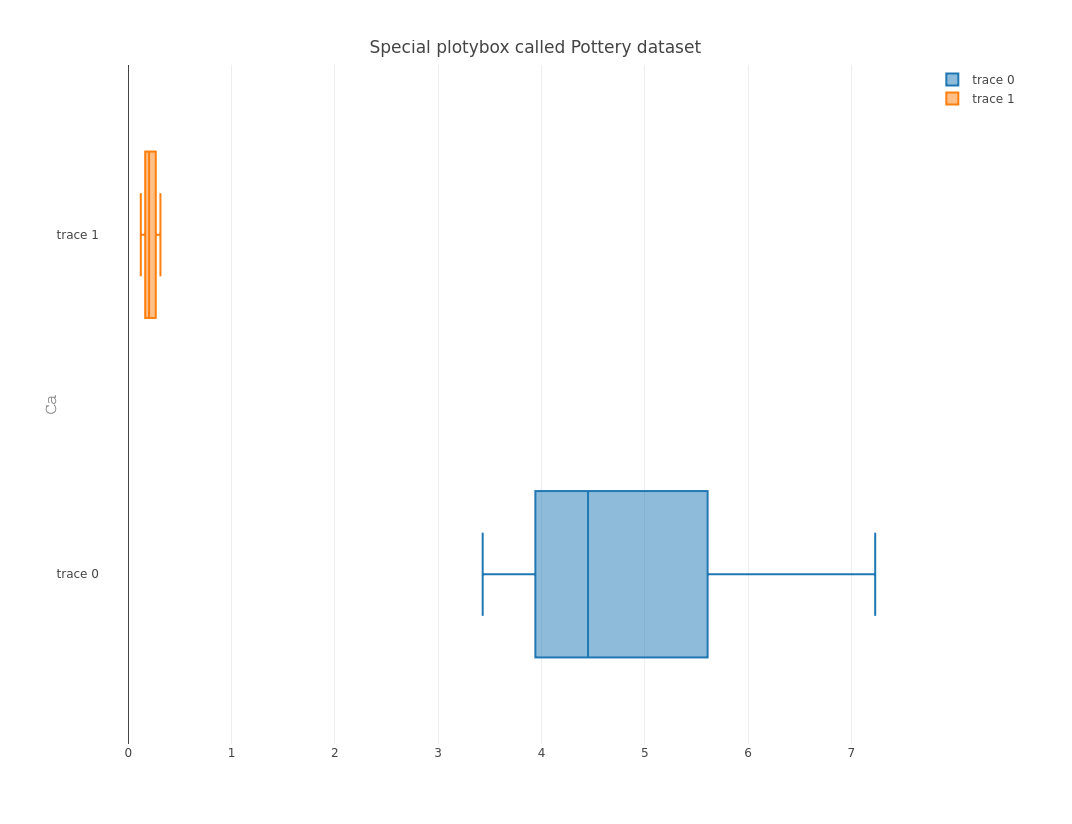 Special plotybox called Pottery dataset
trace 0
trace 1
trace 1
Ca
trace 0
0 1 2 3 4 5 6 7